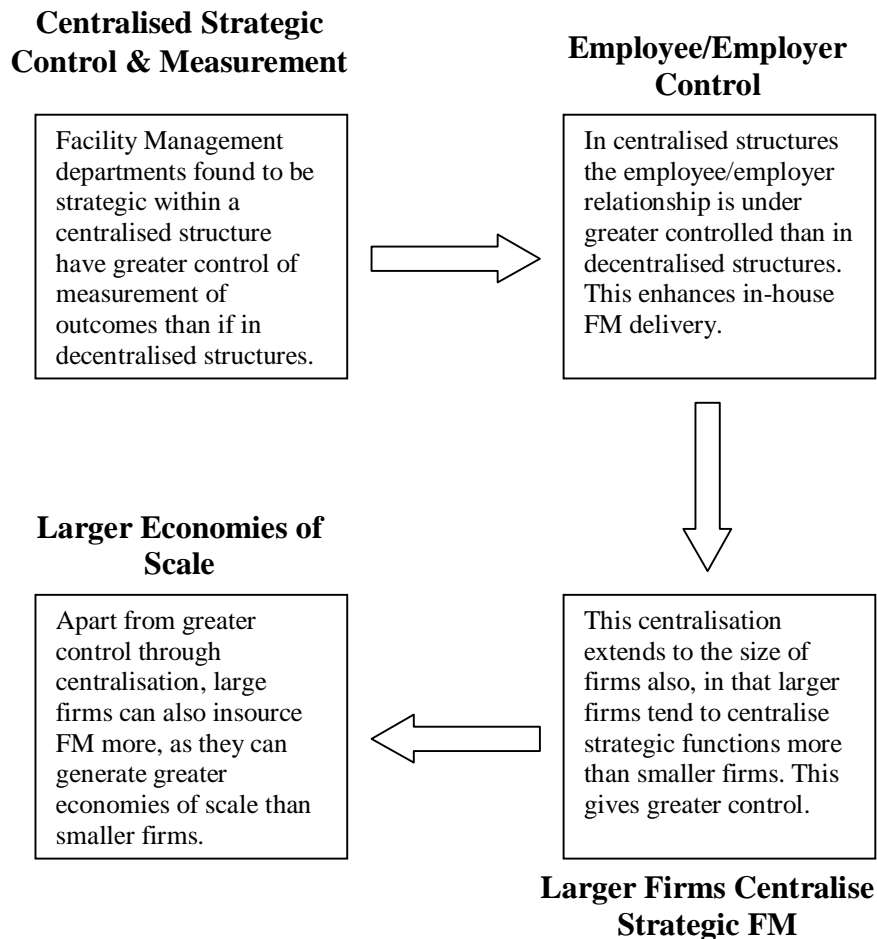 Centralised Strategic
Control & Measurement
Facility Management
departments found to be
strategic within a
centralised structure
have greater control of
measurement of
outcomes than if in
decentralised structures.
Employee/Employer
Control
In centralised structures
the employee/employer
relationship is under
greater controlled than in
decentralised structures.
This enhances in-house
FM delivery.
This centralisation
extends to the size of
firms also, in that larger
firms tend to centralise
strategic functions more
than smaller firms. This
gives greater control.
Larger Firms Centralise
Strategic FM
Larger Economies of
Scale
Apart from greater
control through
centralisation, large
firms can also insource
FM more, as they can
generate greater
economies of scale than
smaller firms.